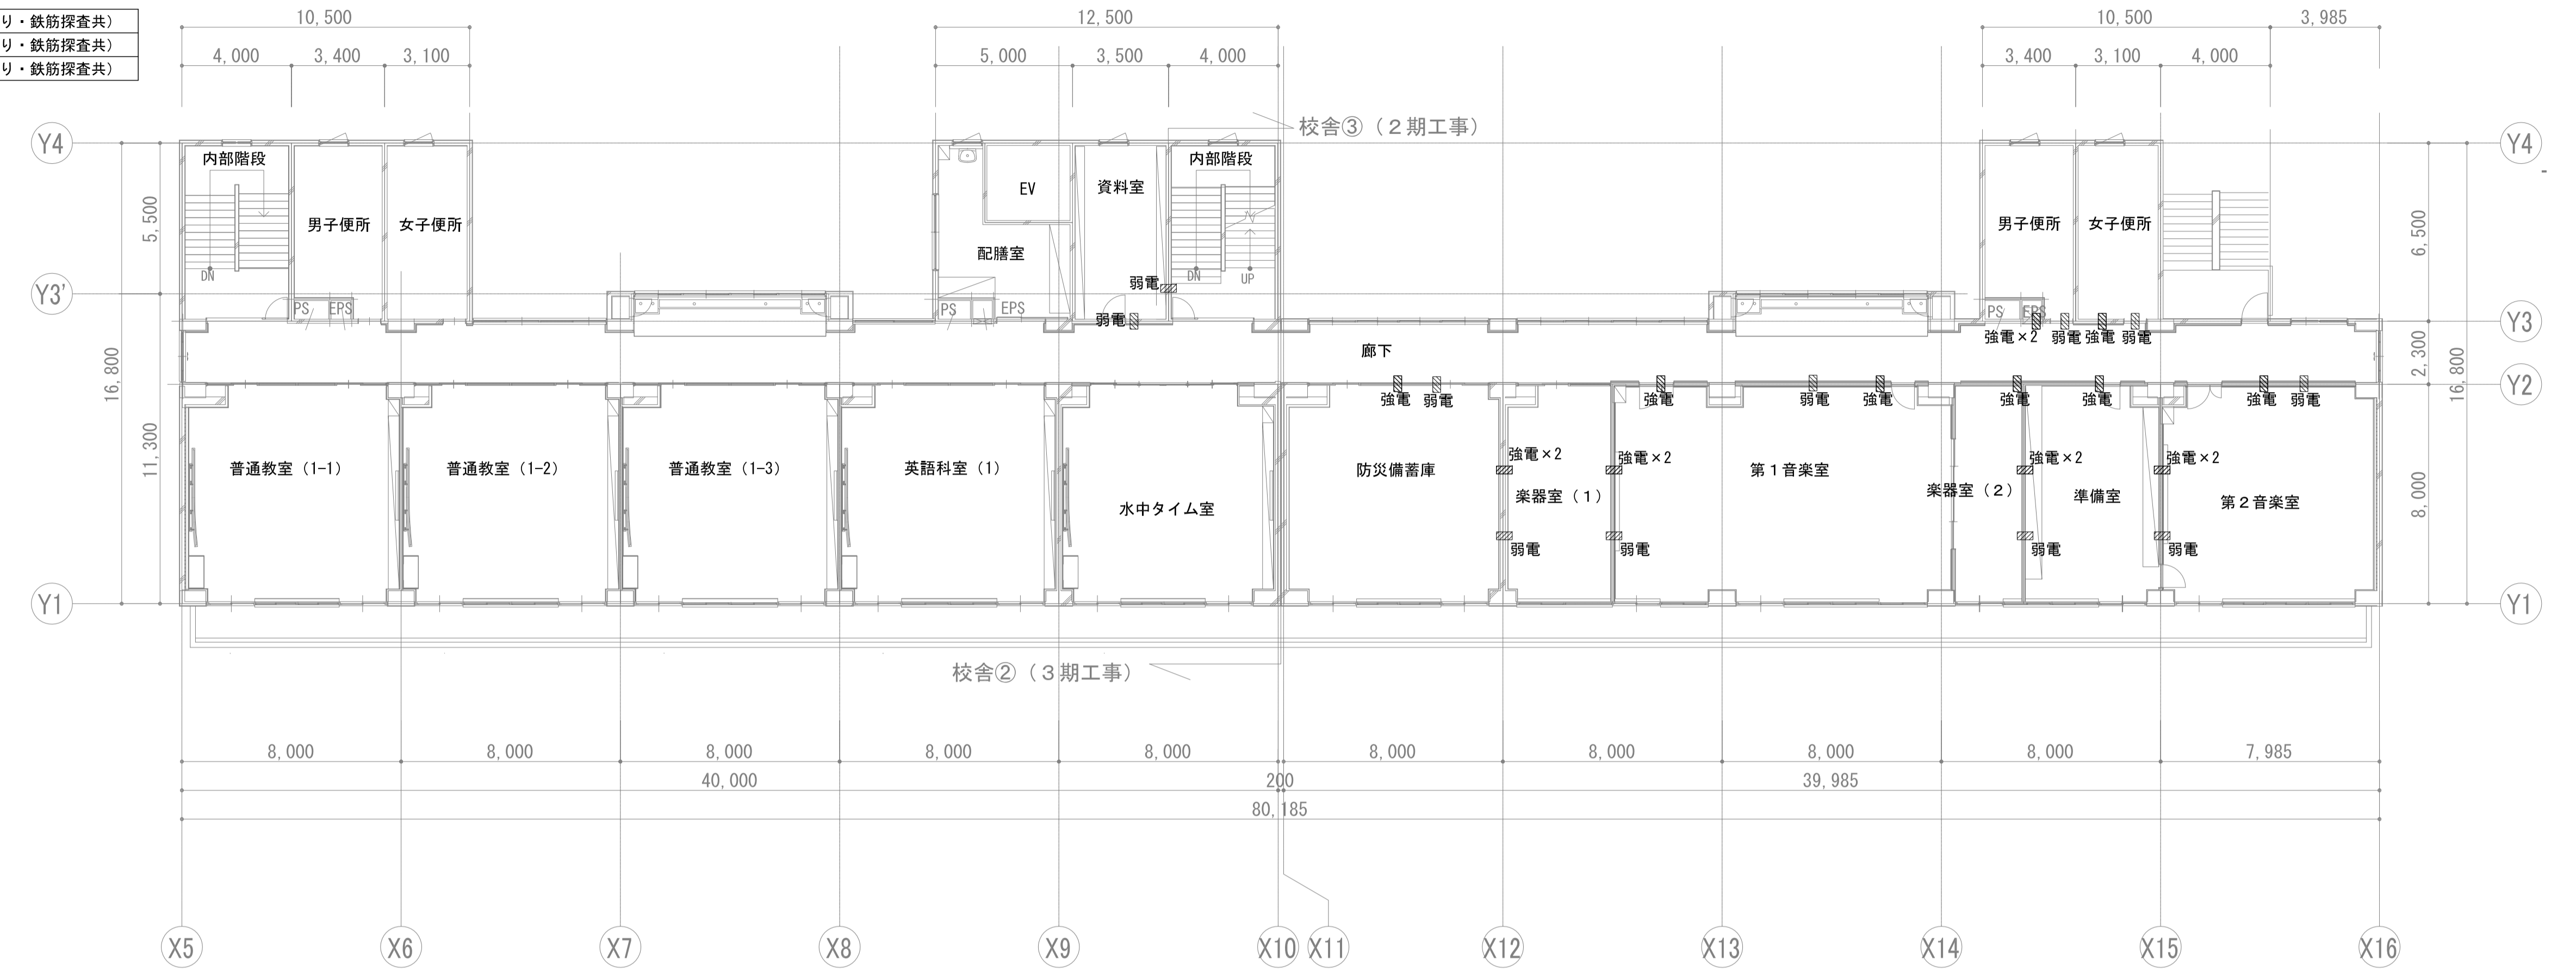 り・鉄筋探査共）
り・鉄筋探査共）
り・鉄筋探査共）
10,500
12,500
10,500
3,985
4,000
3,400
3,100
5,000
3,500
4,000
3,400
3,100
4,000
校舎③（２期工事）
Y4
Y4
内部階段
内部階段
EV
資料室
男子便所
女子便所
配膳室
男子便所
女子便所
5,500
6,500
DN
DN
UP
弱電
Y3'
PS
EPS
PS
EPS
PS
EPS
弱電
Y3
強電×2
弱電
強電
弱電
廊下
16,800
2,300
16,800
Y2
強電
弱電
強電
弱電
強電
強電
強電
強電
弱電
11,300
8,000
普通教室（1-1）
普通教室（1-2）
普通教室（1-3）
英語科室（1）
水中タイム室
防災備蓄庫
強電×2
楽器室（１）
弱電
強電×2
弱電
第１音楽室
楽器室（２）
強電×2
準備室
弱電
強電×2
第２音楽室
弱電
Y1
Y1
校舎②（３期工事）
8,000
8,000
8,000
8,000
8,000
8,000
8,000
8,000
8,000
7,985
40,000
200
39,985
80,185
X5
X6
X7
X8
X9
X10
X11
X12
X13
X14
X15
X16